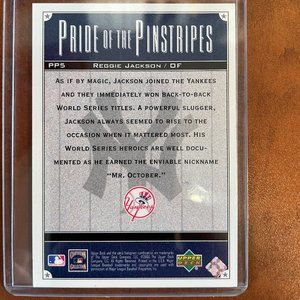 PRIDE OF THE PINSTRIPES
PP5 REGGIE JACKSON / OF
AS IF BY MAGIC, JACKSON JOINED THE YANKEES
AND THEY IMMEDIATELY WON BACK-TO-BACK
WORLD SERIES TITLES. A POWERFUL SLUGGER,
JACKSON ALWAYS SEEMED TO RISE TO THE
OCCASION WHEN IT MATTERED MOST. HIS
WORLD SERIES HEROICS ARE WELL DOCU-
MENTED AS HE EARNED THE ENVIABLE NICKNAME
"MR. OCTOBER."
Yankees
UPPER DECK